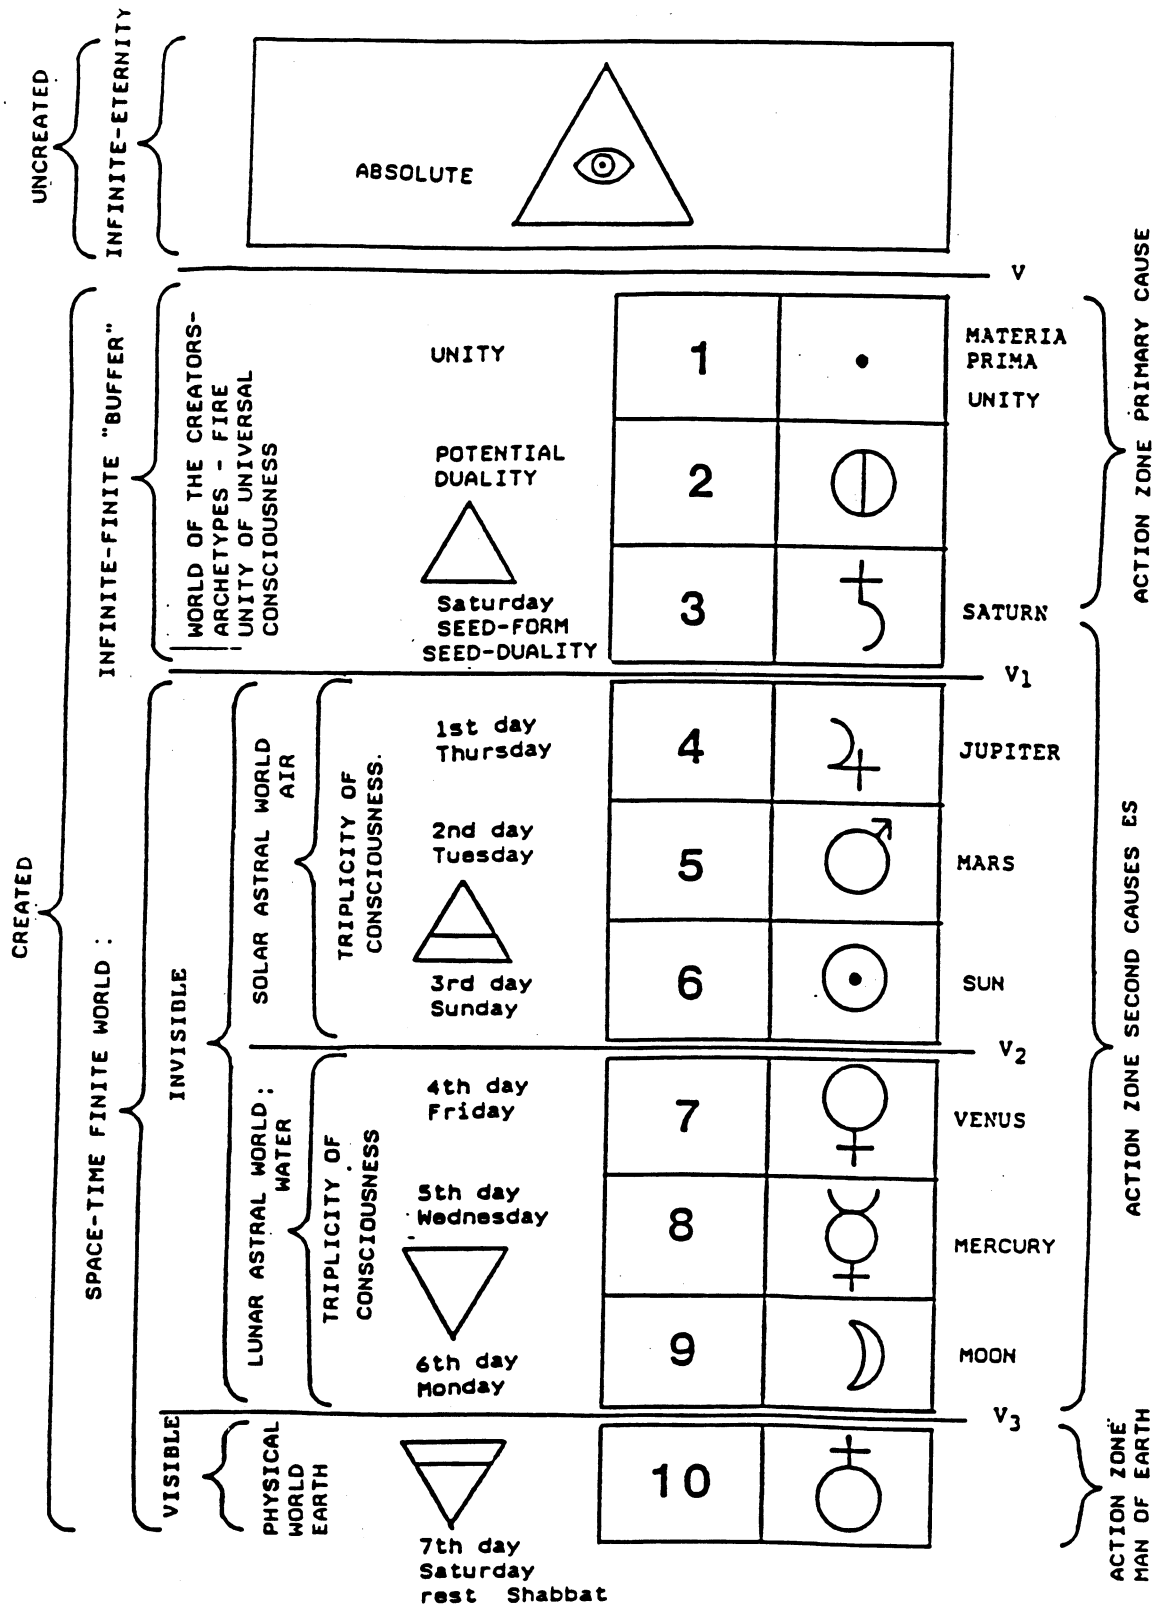 UNCREATED
INFINITE-ETERNITY
ABSOLUTE
V
CREATED
INFINITE-FINITE "BUFFER"
WORLD OF THE CREATORS-
ARCHETYPES - FIRE
UNITY OF UNIVERSAL
CONSCIOUSNESS
UNITY
1
MATERIA
PRIMA
UNITY
POTENTIAL
DUALITY
2
Saturday
SEED-FORM
SEED-DUALITY
3
SATURN
ACTION ZONE PRIMARY CAUSE
V1
SPACE-TIME FINITE WORLD :
INVISIBLE
SOLAR ASTRAL WORLD
AIR
TRIPLICITY OF
CONSCIOUSNESS.
1st day
Thursday
4
JUPITER
2nd day
Tuesday
5
MARS
3rd day
Sunday
6
SUN
V2
ACTION ZONE SECOND CAUSES ES
LUNAR ASTRAL WORLD:
WATER
TRIPLICITY OF
CONSCIOUSNESS
4th day
Friday
7
VENUS
5th day
Wednesday
8
MERCURY
6th day
Monday
9
MOON
V3
VISIBLE
PHYSICAL
WORLD
EARTH
10
7th day
Saturday
rest Shabbat
ACTION ZONE
MAN OF EARTH